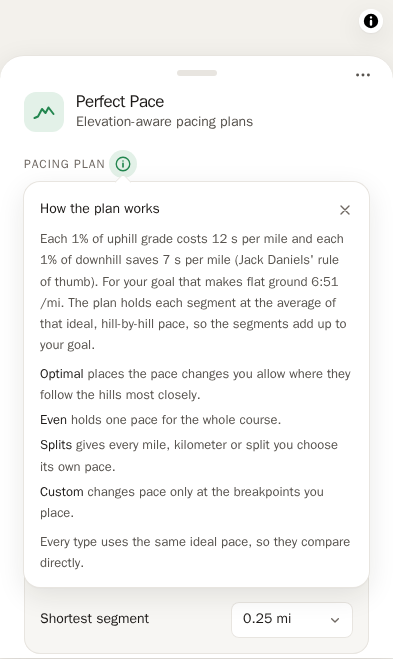 Perfect Pace
Elevation-aware pacing plans
PACING PLAN
How the plan works
Each 1% of uphill grade costs 12 s per mile and each
1% of downhill saves 7 s per mile (Jack Daniels' rule
of thumb). For your goal that makes flat ground 6:51
/mi. The plan holds each segment at the average of
that ideal, hill-by-hill pace, so the segments add up to
your goal.
Optimal places the pace changes you allow where they
follow the hills most closely.
Even holds one pace for the whole course.
Splits gives every mile, kilometer or split you choose
its own pace.
Custom changes pace only at the breakpoints you
place.
Every type uses the same ideal pace, so they compare
directly.
Shortest segment
0.25 mi